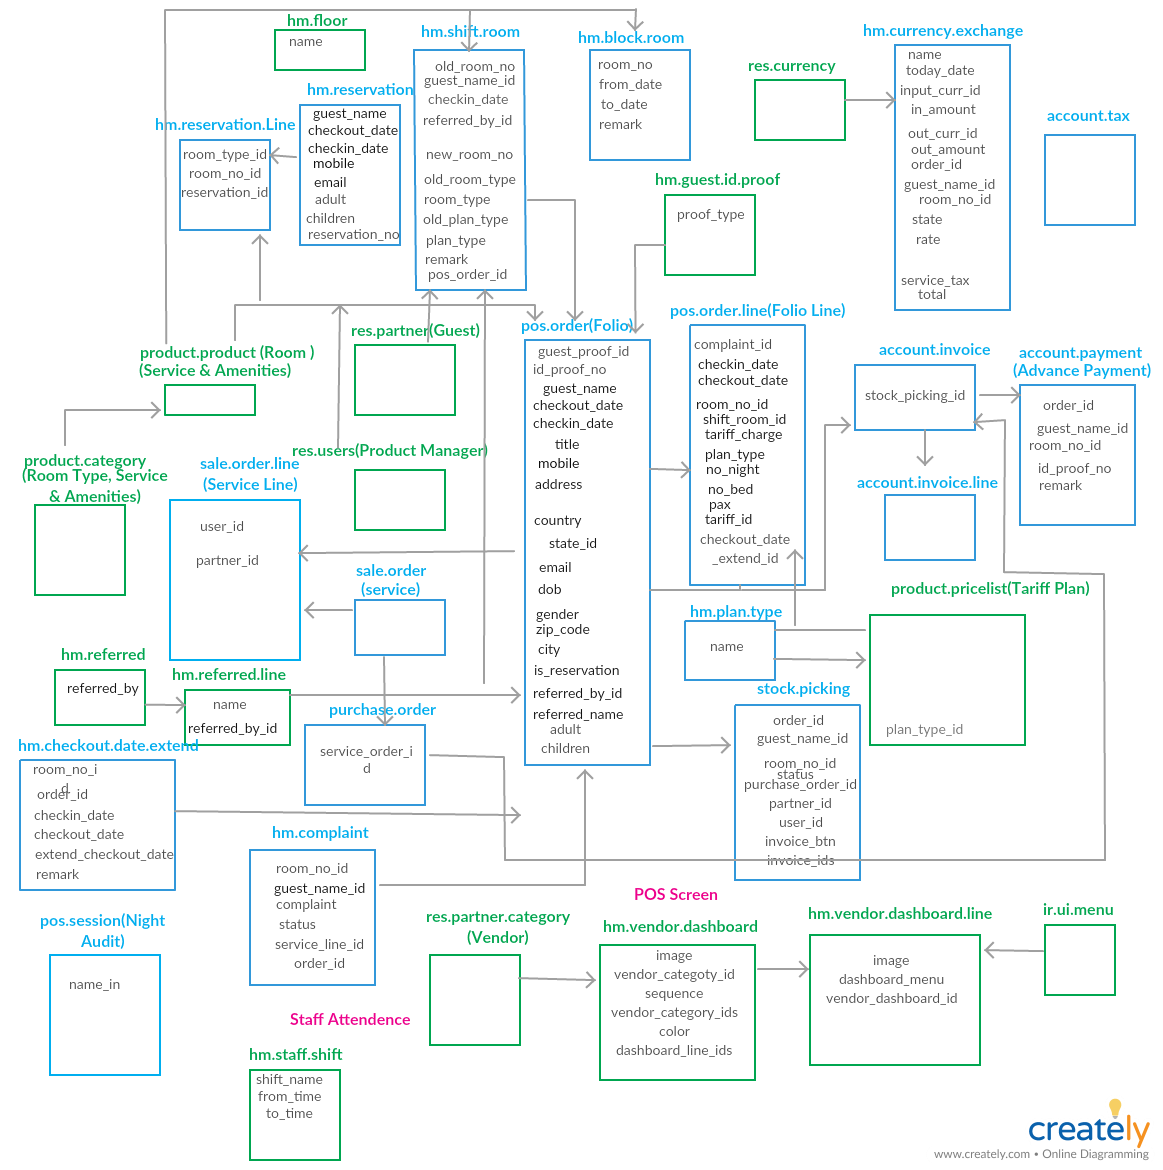 hm.floor
name
hm.shift.room
old_room_no
guest_name_id
checkin_date
referred_by_id
new_room_no
old_room_type
room_type
old_plan_type
plan_type
remark
pos_order_id
hm.block.room
room_no
from_date
to_date
remark
hm.currency.exchange
name
today_date
input_curr_id
in_amount
out_curr_id
out_amount
order_id
guest_name_id
room_no_id
state
rate
service_tax
total
res.currency
account.tax
hm.reservation
guest_name
checkout_date
checkin_date
mobile
email
adult
children
reservation_no
hm.reservation.Line
room_type_id
room_no_id
reservation_id
hm.guest.id.proof
proof_type
product.product (Room )
(Service & Amenities)
res.partner(Guest)
pos.order(Folio)
guest_proof_id
id_proof_no
guest_name
checkout_date
checkin_date
title
mobile
address
country
state_id
email
dob
gender
zip_code
city
is_reservation
referred_by_id
referred_name
adult
children
pos.order.line(Folio Line)
complaint_id
checkin_date
checkout_date
room_no_id
shift_room_id
tariff_charge
plan_type
no_night
no_bed
pax
tariff_id
checkout_date
_extend_id
account.invoice
stock_picking_id
account.payment
(Advance Payment)
order_id
guest_name_id
room_no_id
id_proof_no
remark
product.category
(Room Type, Service
& Amenities)
sale.order.line
(Service Line)
user_id
partner_id
res.users(Product Manager)
account.invoice.line
sale.order
(service)
product.pricelist(Tariff Plan)
plan_type_id
hm.plan.type
name
hm.referred
referred_by
hm.referred.line
name
referred_by_id
purchase.order
service_order_i
d
stock.picking
order_id
guest_name_id
room_no_id
status
purchase_order_id
partner_id
user_id
invoice_btn
invoice_ids
hm.checkout.date.extend
room_no_i
d
order_id
checkin_date
checkout_date
extend_checkout_date
remark
hm.complaint
room_no_id
guest_name_id
complaint
status
service_line_id
order_id
POS Screen
pos.session(Night
Audit)
name_in
res.partner.category
(Vendor)
hm.vendor.dashboard
image
vendor_categoty_id
sequence
vendor_category_ids
color
dashboard_line_ids
hm.vendor.dashboard.line
image
dashboard_menu
vendor_dashboard_id
ir.ui.menu
Staff Attendence
hm.staff.shift
shift_name
from_time
to_time
creately
www.creately.com • Online Diagramming